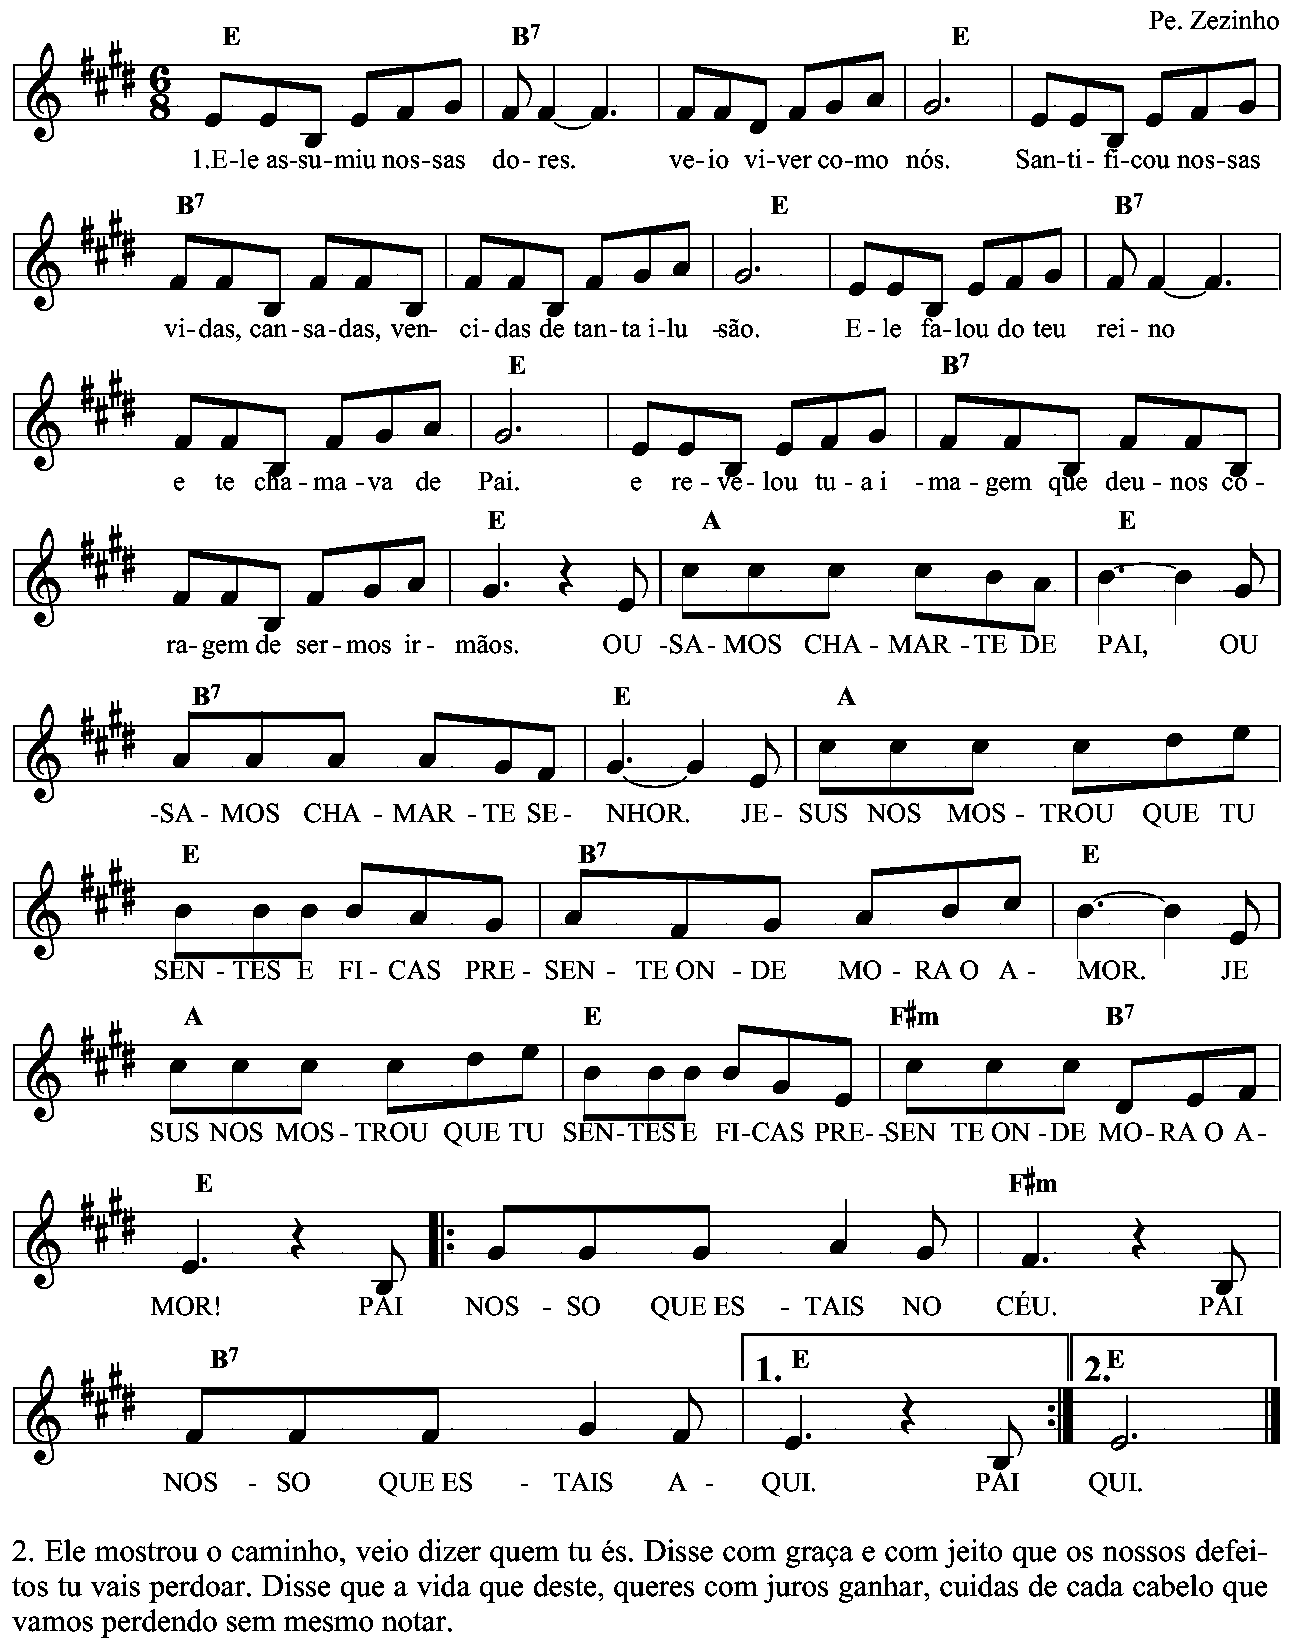 Pe. Zezinho
E B7 E
6
8
1.E-le as-su-miu nos-sas do-res. ve-io vi-ver co-mo nós. San-ti-fi-cou nos-sas
B7 E B7
vi-das, can-sa-das, ven-ci-das de tan-ta i-lu-são. E-le fa-lou do teu rei-no
E B7
e te cha-ma-va de Pai. e re-ve-lou tu-a i-ma-gem que deu-nos co-
E A E
ra-gem de ser-mos ir-mãos. OU-SA-MOS CHA-MAR-TE DE PAI, OU
B7 E A
-SA-MOS CHA-MAR-TE SE-NHOR. JE-SUS NOS MOS-TROU QUE TU
E B7 E
SEN-TES E FI-CAS PRE-SEN-TE ON-DE MO-RA O A-MOR. JE
A E F#m B7
SUS NOS MOS-TROU QUE TU SEN-TES E FI-CAS PRE--SEN TE ON-DE MO-RA O A-
E F#m
MOR! PAI NOS-SO QUE ES-TAIS NO CÉU. PAI
B7 1. E 2. E
NOS-SO QUE ES-TAIS A-QUI. PAI QUI.
2. Ele mostrou o caminho, veio dizer quem tu és. Disse com graça e com jeito que os nossos defei-
tos tu vais perdoar. Disse que a vida que deste, queres com juros ganhar, cuidas de cada cabelo que
vamos perdendo sem mesmo notar.